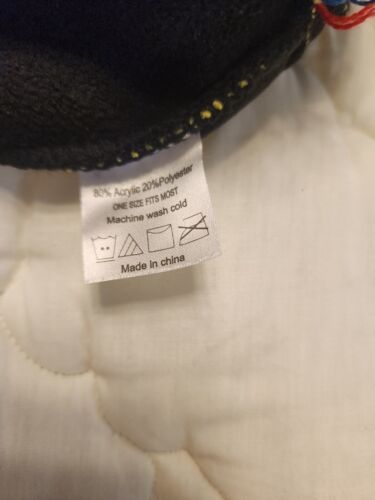 80% Acrylic 20%Polyester
ONE SIZE FITS MOST
Machine wash cold
Made in china